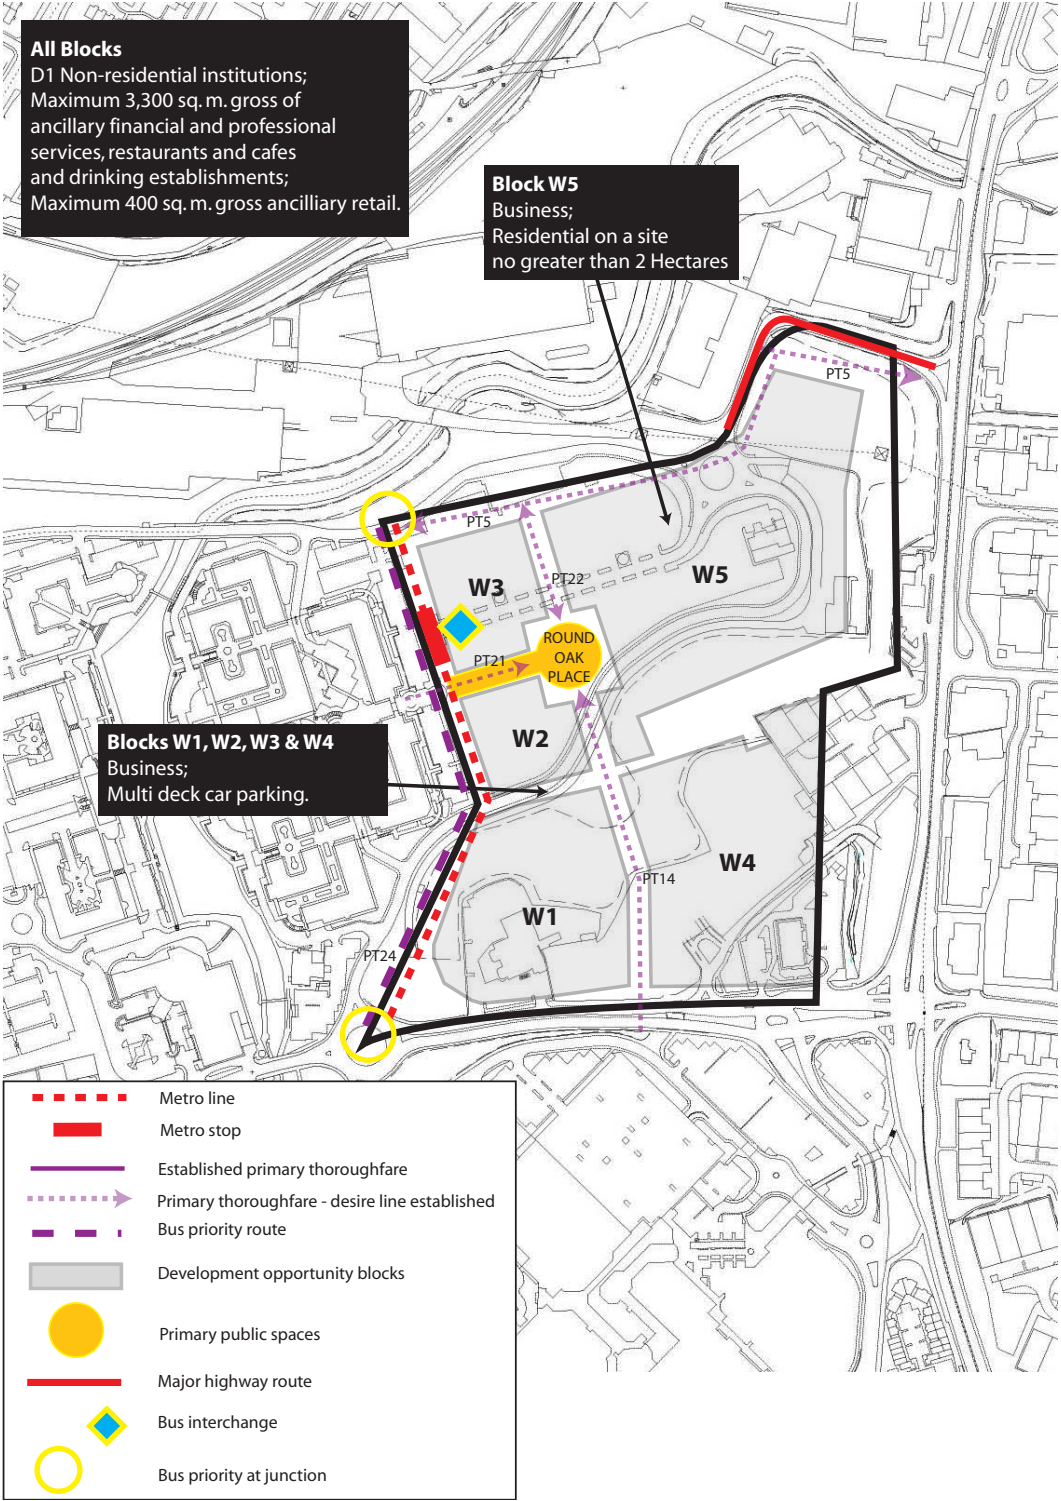 All Blocks
D1 Non-residential institutions;
Maximum 3,300 sq. m. gross of
ancillary financial and professional
services, restaurants and cafes
and drinking establishments;
Maximum 400 sq. m. gross ancilliary retail.
Block W5
Business;
Residential on a site
no greater than 2 Hectares
PT5
PT5
W3
PT22
W5
ROUND
OAK
PLACE
PT21
W2
Blocks W1, W2, W3 & W4
Business;
Multi deck car parking.
W4
PT14
W1
PT24
Metro line
Metro stop
Established primary thoroughfare
Primary thoroughfare - desire line established
Bus priority route
Development opportunity blocks
Primary public spaces
Major highway route
Bus interchange
Bus priority at junction